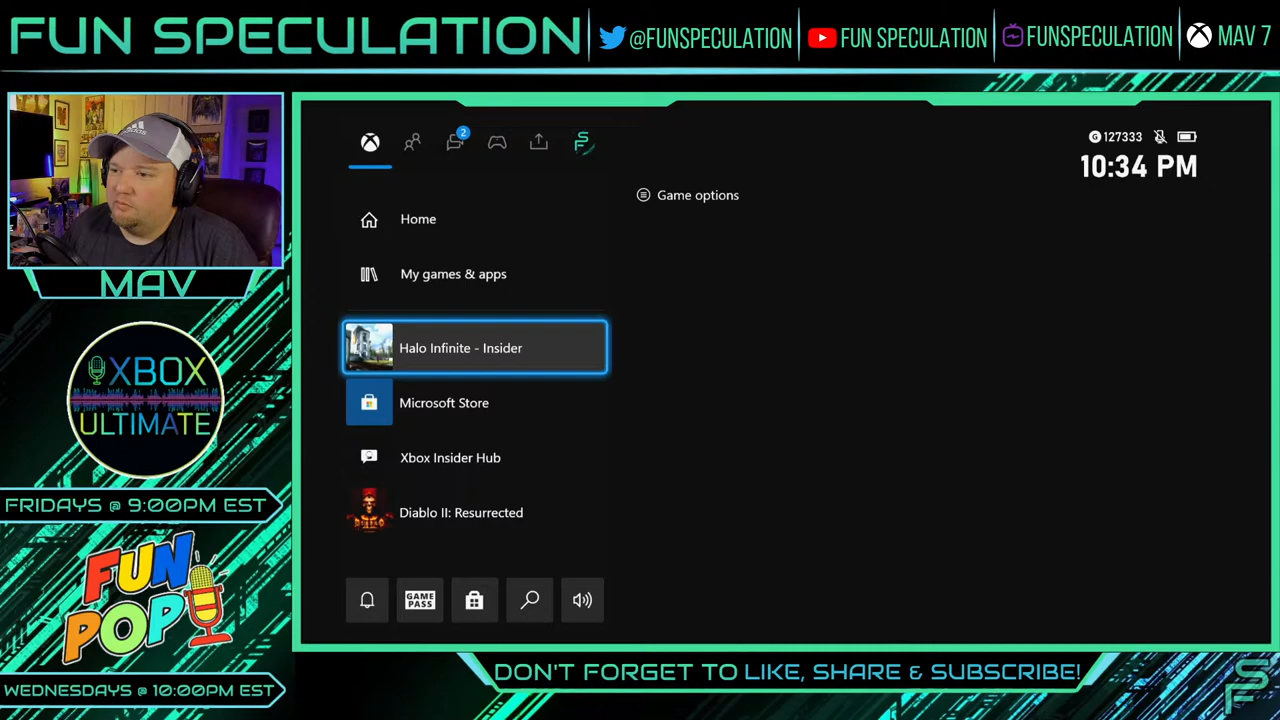 FUN SPECULATION
@FUNSPECULATION
FUN SPECULATION
FUNSPECULATION
MAV 7
2
G 127333
10:34 PM
Game options
Home
My games & apps
Halo Infinite - Insider
Microsoft Store
Xbox Insider Hub
Diablo II: Resurrected
GAME
PASS
MAV
XBOX
ULTIMATE
FRIDAYS @ 9:00PM EST
FUN
POP
WEDNESDAYS @ 10:00PM EST
DON'T FORGET TO LIKE, SHARE & SUBSCRIBE!